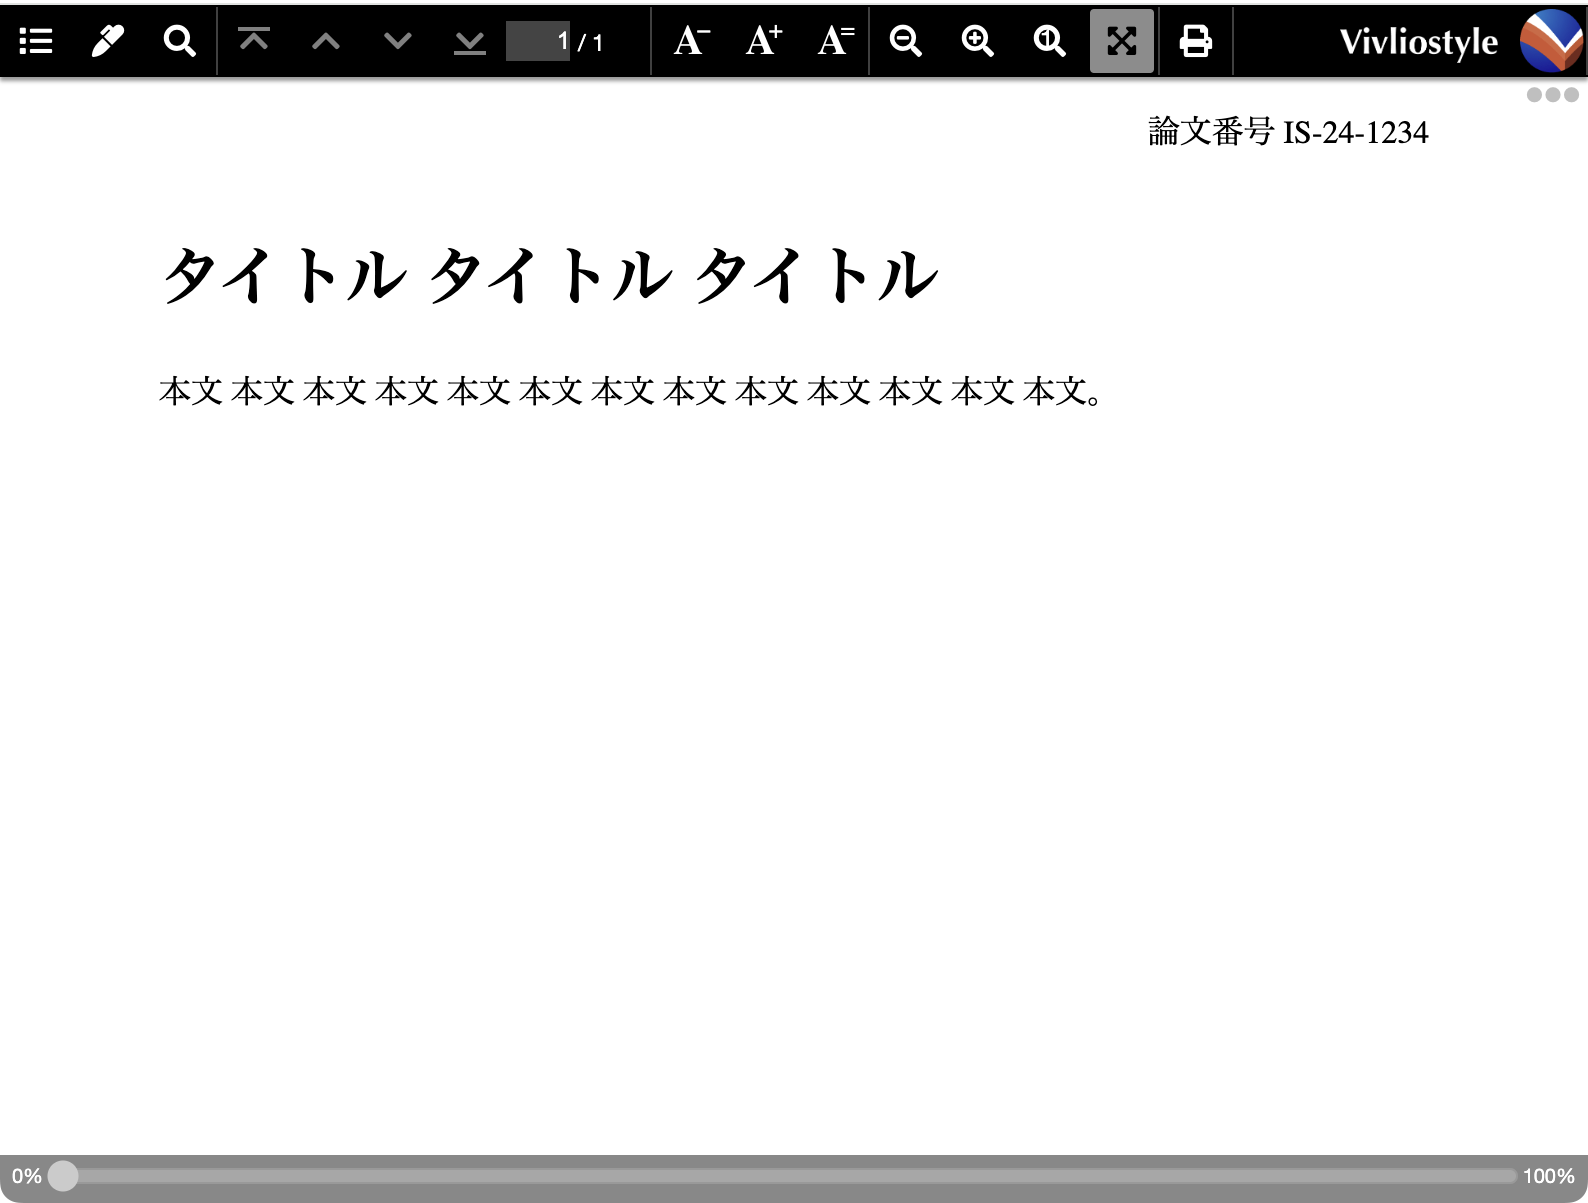 1 / 1 A- A+ A= Vivliostyle
論文番号 IS-24-1234
タイトル タイトル タイトル
本文 本文 本文 本文 本文 本文 本文 本文 本文 本文 本文 本文 本文。
0% 100%